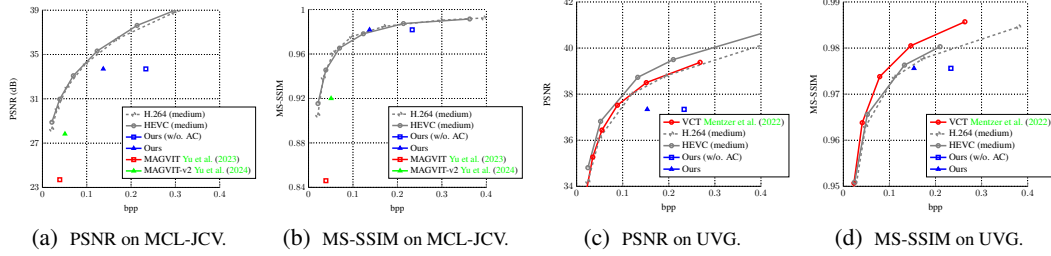 39
35
31
27
23
PSNR (dB)
0
0.1
0.2
0.3
0.4
bpp
H.264 (medium)
HEVC (medium)
Ours (w/o. AC)
Ours
MAGVIT Yu et al. (2023)
MAGVIT-v2 Yu et al. (2024)
(a) PSNR on MCL-JCV.
1
0.96
0.92
0.88
0.84
MS-SSIM
0
0.1
0.2
0.3
0.4
bpp
H.264 (medium)
HEVC (medium)
Ours (w/o. AC)
Ours
MAGVIT Yu et al. (2023)
MAGVIT-v2 Yu et al. (2024)
(b) MS-SSIM on MCL-JCV.
42
40
38
36
34
PSNR
0
0.1
0.2
0.3
0.4
bpp
VCT Mentzer et al. (2022)
H.264 (medium)
HEVC (medium)
Ours (w/o. AC)
Ours
(c) PSNR on UVG.
0.99
0.98
0.97
0.96
0.95
MS-SSIM
0
0.1
0.2
0.3
0.4
bpp
VCT Mentzer et al. (2022)
H.264 (medium)
HEVC (medium)
Ours (w/o. AC)
Ours
(d) MS-SSIM on UVG.